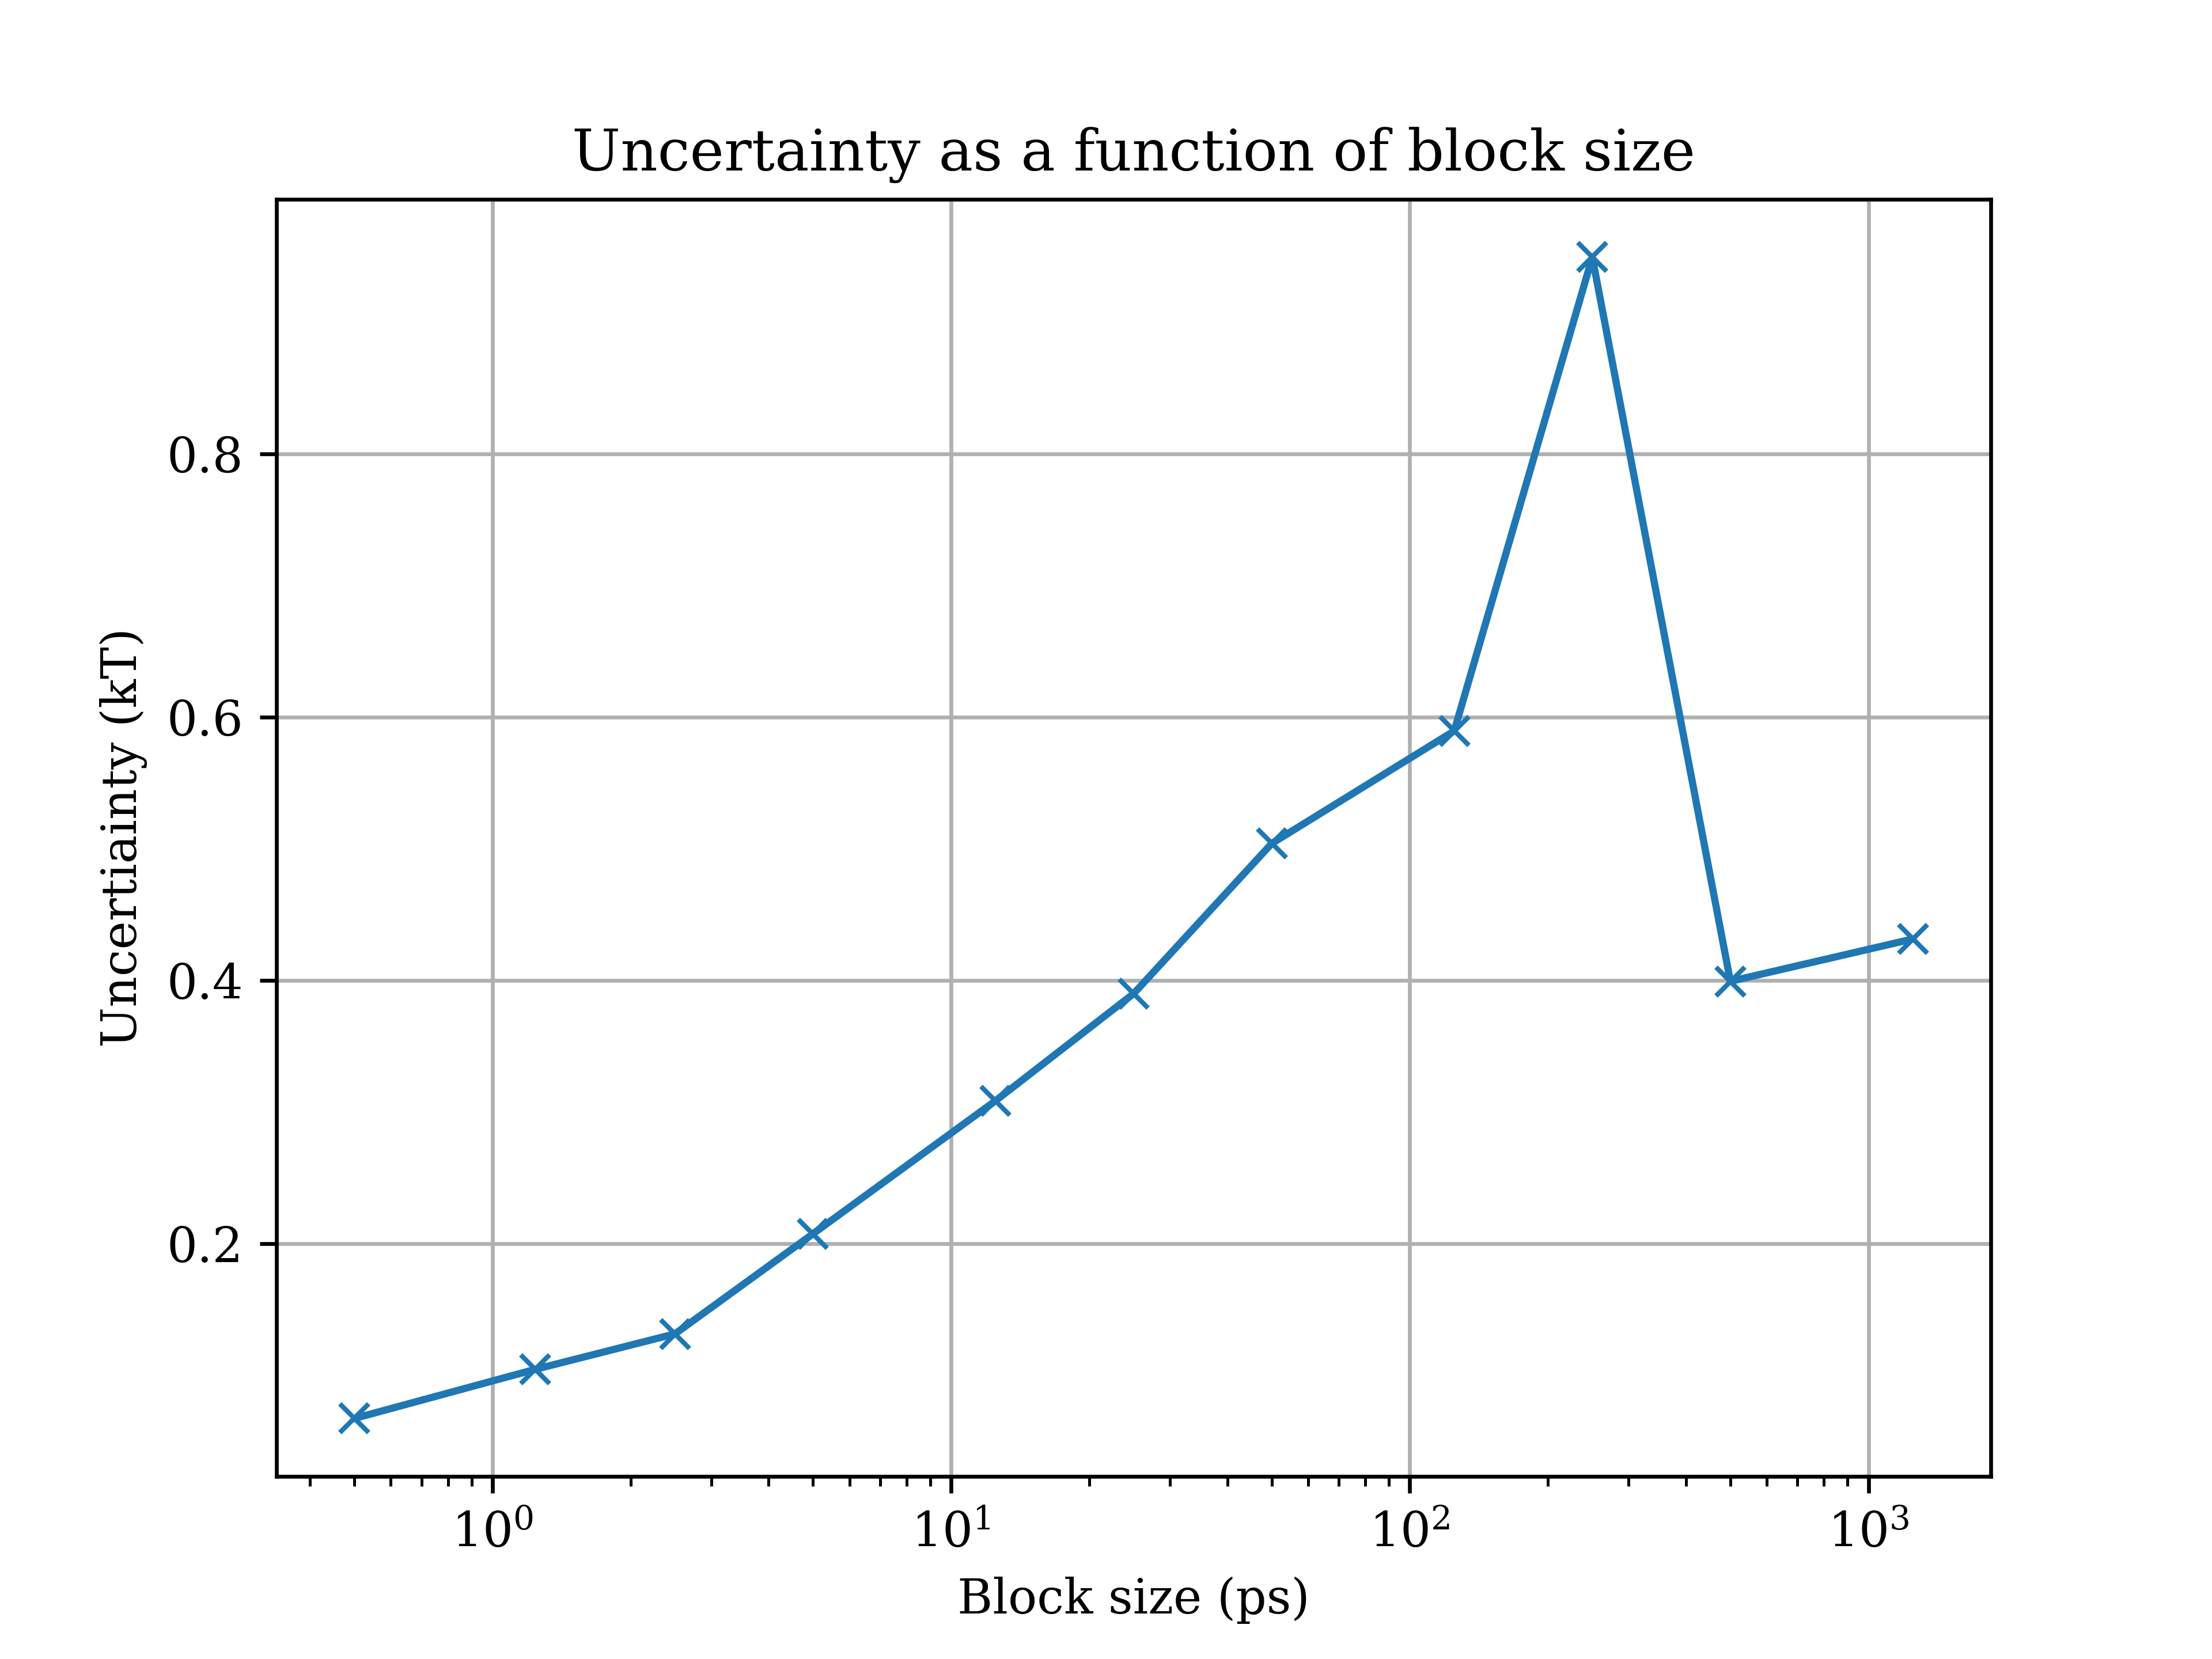 Uncertainty as a function of block size
Uncertiainty (kT)
0.8
0.6
0.4
0.2
10⁰ 10¹ 10² 10³
Block size (ps)